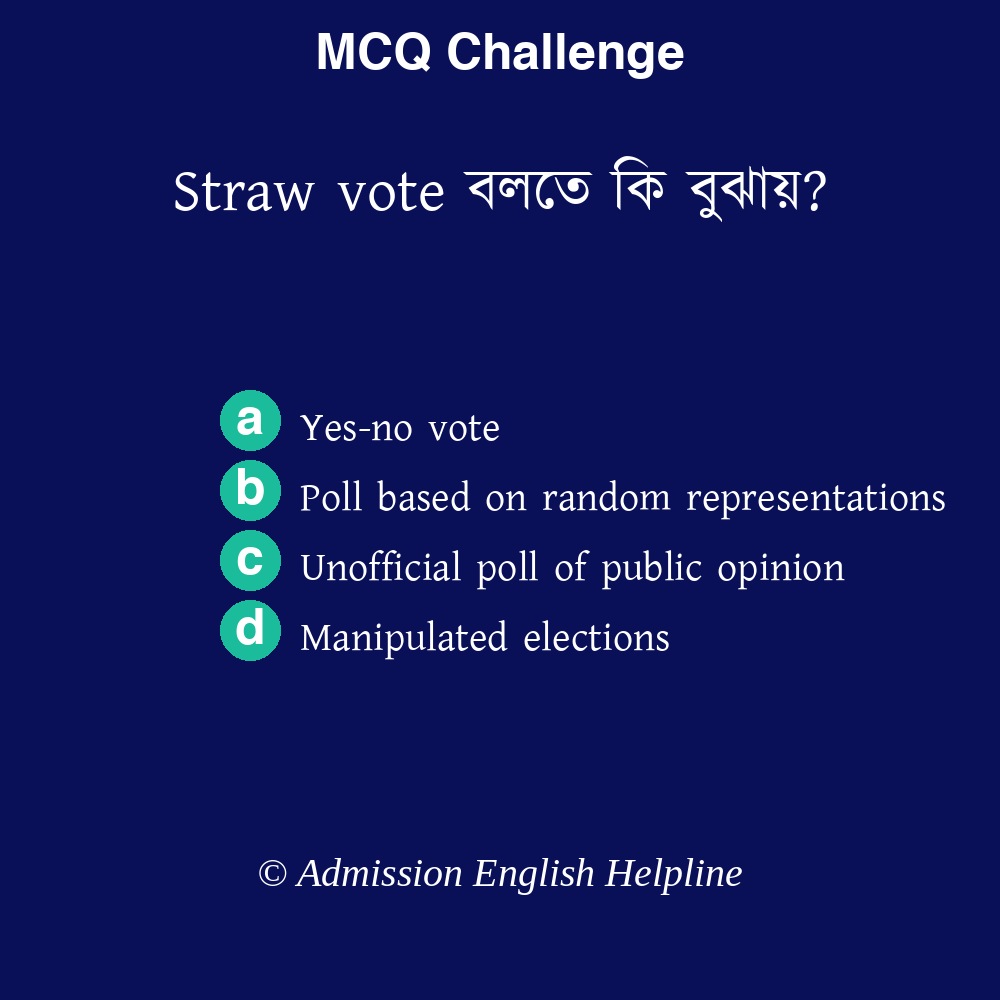 MCQ Challenge
Straw vote বলতে কি বুঝায়?
a Yes-no vote
b Poll based on random representations
c Unofficial poll of public opinion
d Manipulated elections
© Admission English Helpline